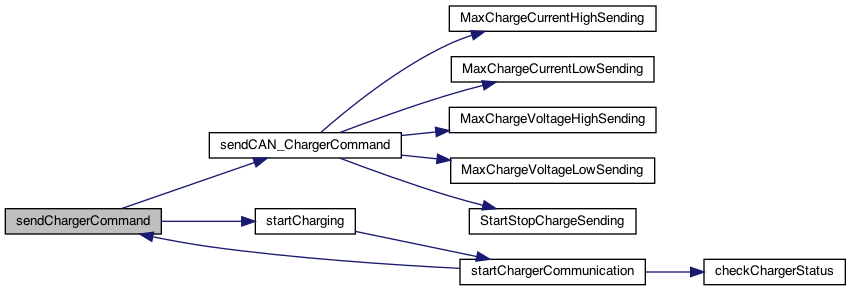 MaxChargeCurrentHighSending
MaxChargeCurrentLowSending
MaxChargeVoltageHighSending
sendCAN_ChargerCommand
MaxChargeVoltageLowSending
sendChargerCommand
startCharging
StartStopChargeSending
startChargerCommunication
checkChargerStatus